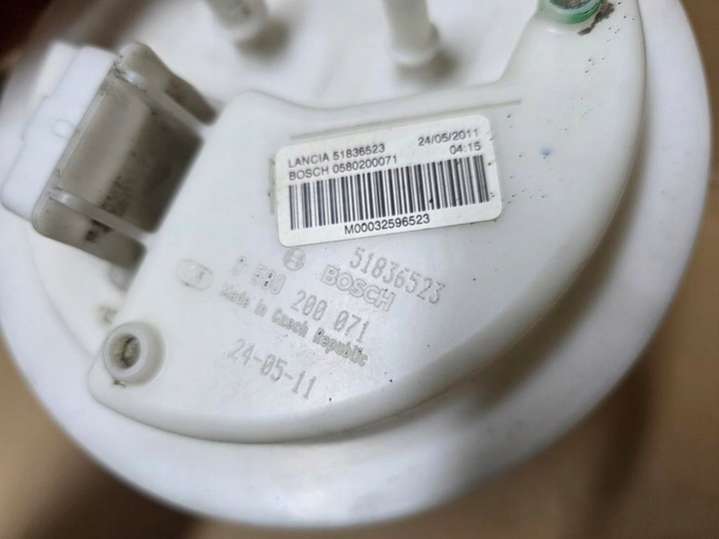 LANCIA 51836523 24/05/2011
BOSCH 0580200071 04:15
M00032596523
51836523
BOSCH
0 580 200 071
Made in Czech Republic
24-05-11